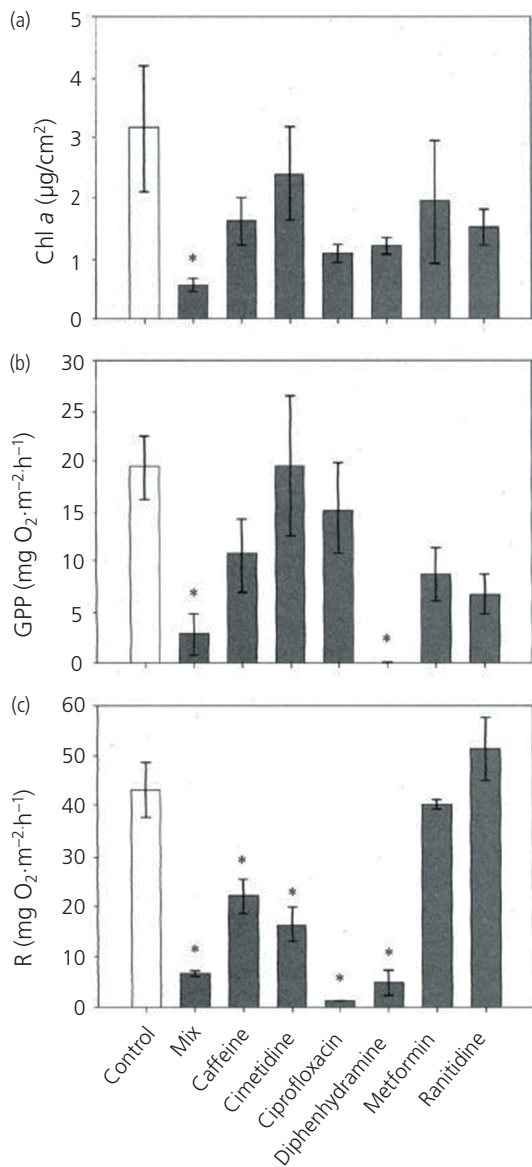 (a)
5
4
3
2
1
0
Chl a (µg/cm²)
*
(b)
30
25
20
15
10
5
0
GPP (mg O₂·m⁻²·h⁻¹)
*
*
(c)
60
50
40
30
20
10
0
R (mg O₂·m⁻²·h⁻¹)
*
*
*
*
*
Control
Mix
Caffeine
Cimetidine
Ciprofloxacin
Diphenhydramine
Metformin
Ranitidine